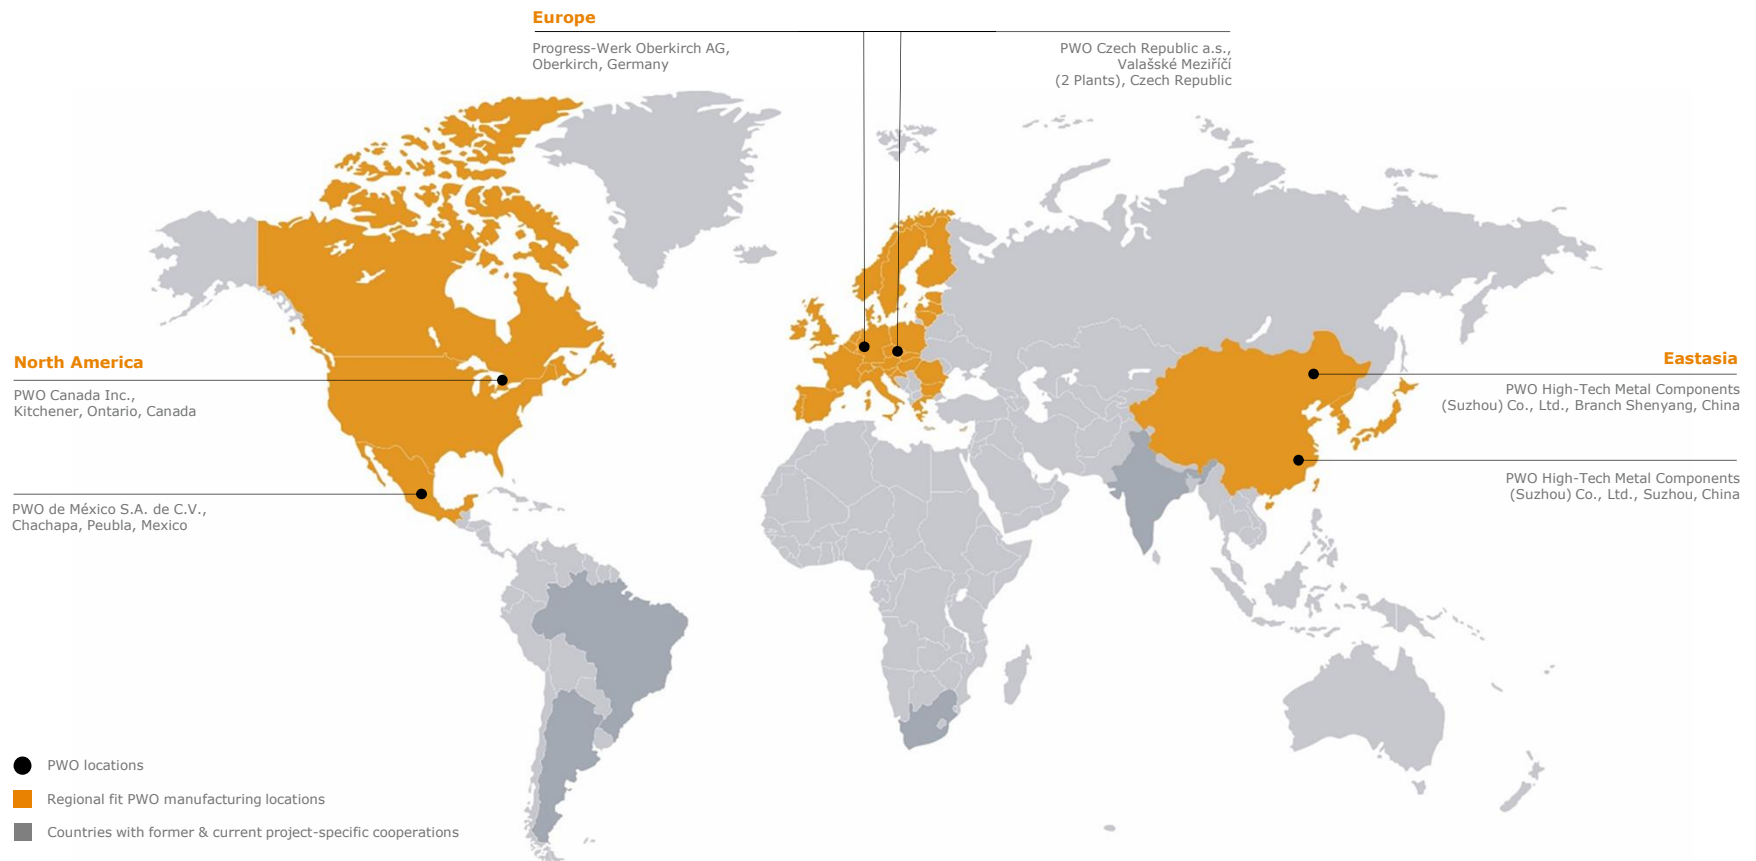 Europe
Progress-Werk Oberkirch AG,
Oberkirch, Germany
PWO Czech Republic a.s.,
Valašské Meziříčí
(2 Plants), Czech Republic
North America
PWO Canada Inc.,
Kitchener, Ontario, Canada
PWO de México S.A. de C.V.,
Chachapa, Peubla, Mexico
Eastasia
PWO High-Tech Metal Components
(Suzhou) Co., Ltd., Branch Shenyang, China
PWO High-Tech Metal Components
(Suzhou) Co., Ltd., Suzhou, China
PWO locations
Regional fit PWO manufacturing locations
Countries with former & current project-specific cooperations